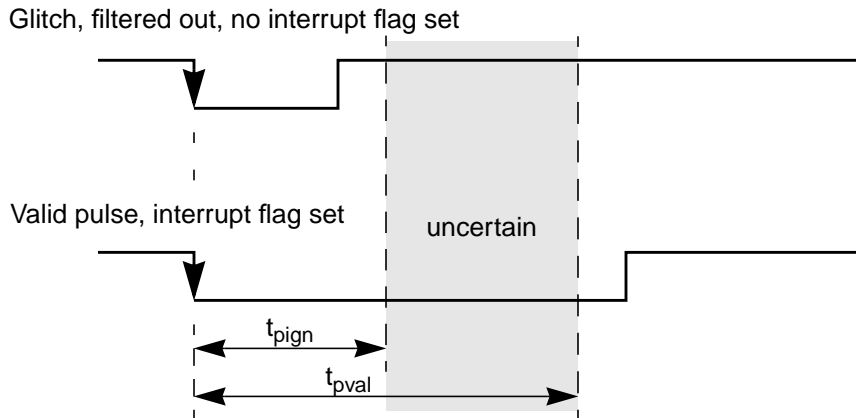 Glitch, filtered out, no interrupt flag set
Valid pulse, interrupt flag set
uncertain
tpign
tpval